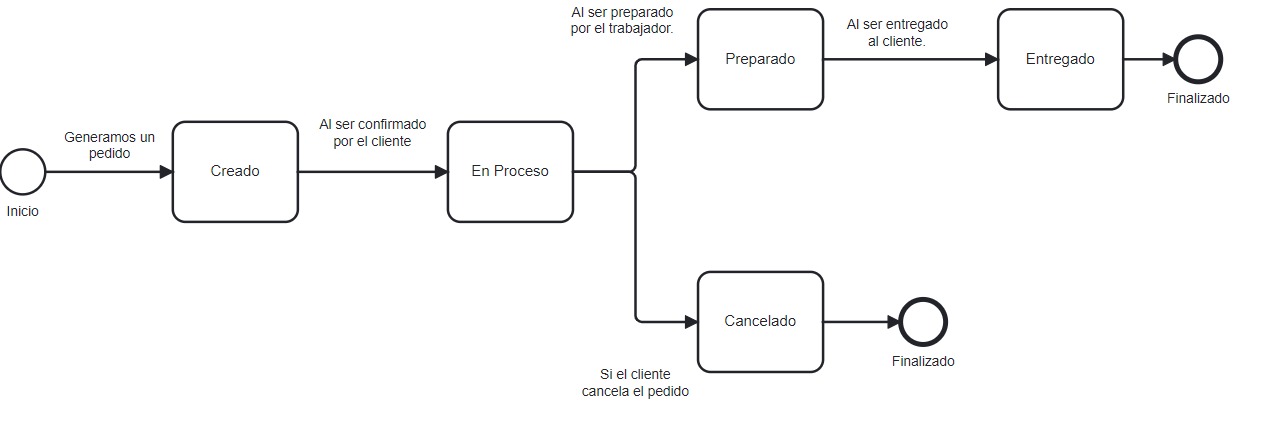 Inicio
Generamos un
pedido
Creado
Al ser confirmado
por el cliente
En Proceso
Al ser preparado
por el trabajador.
Preparado
Al ser entregado
al cliente.
Entregado
Finalizado
Si el cliente
cancela el pedido
Cancelado
Finalizado